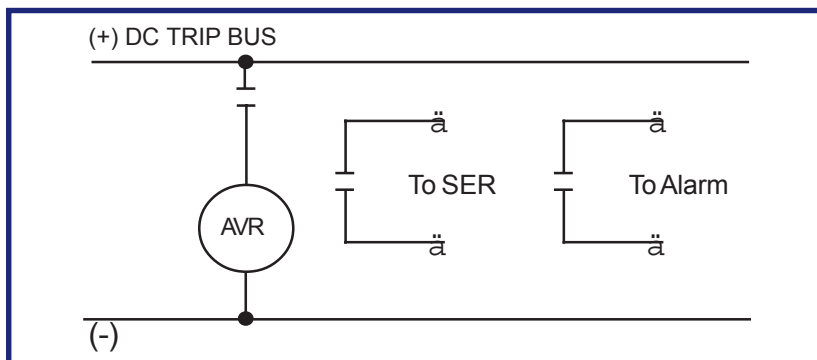 (+) DC TRIP BUS
ä ä
To SER To Alarm
AVR
ä ä
(-)